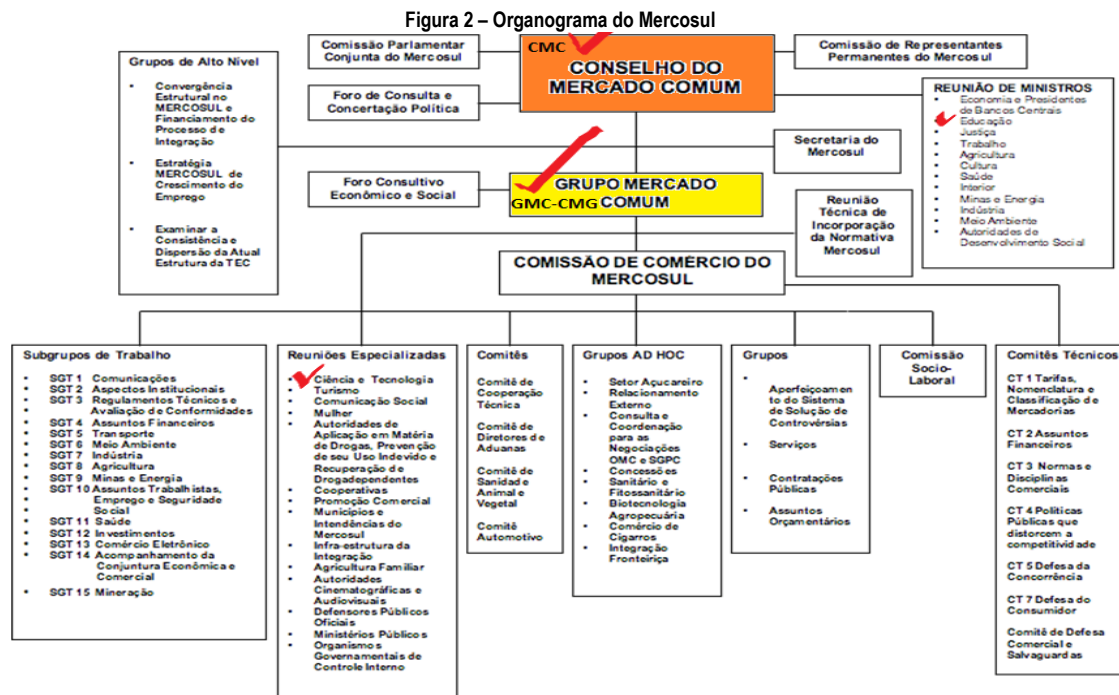 Figura 2 – Organograma do Mercosul
Comissão Parlamentar
Conjunta do Mercosul
CMC
CONSELHO DO
MERCADO COMUM
Comissão de Representantes
Permanentes do Mercosul
Grupos de Alto Nível
Convergência
Estrutural no
MERCOSUL e
Financiamento do
Processo de
Integração
Estratégia
MERCOSUL de
Crescimento do
Emprego
Examinar a
Consistência e
Dispersão da Atual
Estrutura da TEC
Foro de Consulta e
Concertação Política
REUNIÃO DE MINISTROS
Economia e Presidentes
de Bancos Centrais
Educação
Justiça
Trabalho
Agricultura
Cultura
Saúde
Interior
Minas e Energia
Indústria
Meio Ambiente
Autoridades de
Desenvolvimento Social
Secretaria do
Mercosul
Foro Consultivo
Econômico e Social
GRUPO MERCADO
COMUM
GMC-CMG
Reunião
Técnica de
Incorporação
da Normativa
Mercosul
COMISSÃO DE COMÉRCIO DO
MERCOSUL
Subgrupos de Trabalho
SGT 1 Comunicações
SGT 2 Aspectos Institucionais
SGT 3 Regulamentos Técnicos e
Avaliação de Conformidades
SGT 4 Assuntos Financeiros
SGT 5 Transporte
SGT 6 Meio Ambiente
SGT 7 Indústria
SGT 8 Agricultura
SGT 9 Minas e Energia
SGT 10 Assuntos Trabalhistas,
Emprego e Seguridade
Social
SGT 11 Saúde
SGT 12 Investimentos
SGT 13 Comércio Eletrônico
SGT 14 Acompanhamento da
Conjuntura Econômica e
Comercial
SGT 15 Mineração
Reuniões Especializadas
Ciência e Tecnologia
Turismo
Comunicação Social
Mulher
Autoridades de
Aplicação em Matéria
de Drogas, Prevenção
de seu Uso Indevido e
Recuperação de
Drogadependentes
Cooperativas
Promoção Comercial
Municípios e
Intendências do
Mercosul
Infra-estrutura da
Integração
Agricultura Familiar
Autoridades
Cinematográficas e
Audiovisuais
Defensores Públicos
Oficiais
Ministérios Públicos
Organismos
Governamentais de
Controle Interno
Comitês
Comitê de
Cooperação
Técnica
Comitê de
Diretores de
Aduanas
Comitê de
Sanidade
Animal e
Vegetal
Comitê
Automotivo
Grupos AD HOC
Setor Açucareiro
Relacionamento
Externo
Consulta e
Coordenação
para as
Negociações
OMC e SGPC
Concessões
Sanitário e
Fitossanitário
Biotecnologia
Agropecuária
Comércio de
Cigarros
Integração
Fronteiriça
Grupos
Aperfeiçoamen
to do Sistema
de Solução de
Controvérsias
Serviços
Contratações
Públicas
Assuntos
Orçamentários
Comissão
Socio-
Laboral
Comitês Técnicos
CT 1 Tarifas,
Nomenclatura e
Classificação de
Mercadorias
CT 2 Assuntos
Financeiros
CT 3 Normas e
Disciplinas
Comerciais
CT 4 Políticas
Públicas que
distorcem a
competitividade
CT 5 Defesa da
Concorrência
CT 7 Defesa do
Consumidor
Comitê de Defesa
Comercial e
Salvaguardas